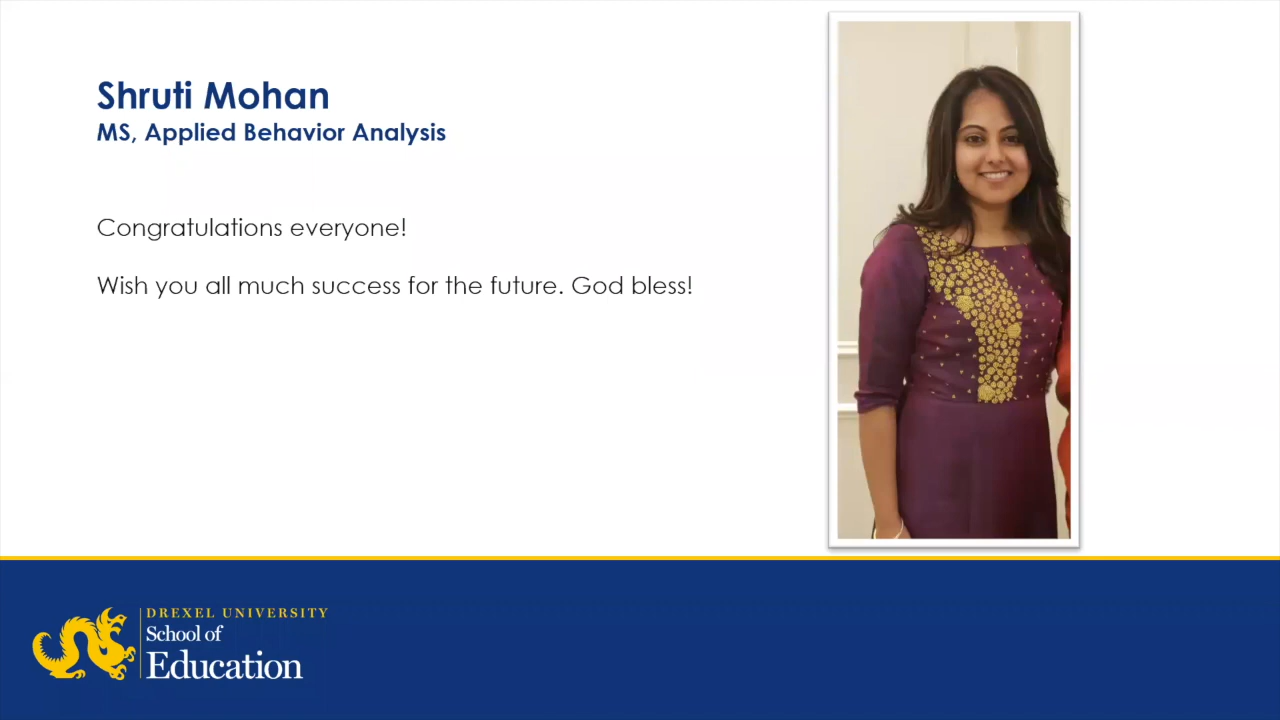 Shruti Mohan
MS, Applied Behavior Analysis
Congratulations everyone!
Wish you all much success for the future. God bless!
DREXEL UNIVERSITY
School of
Education